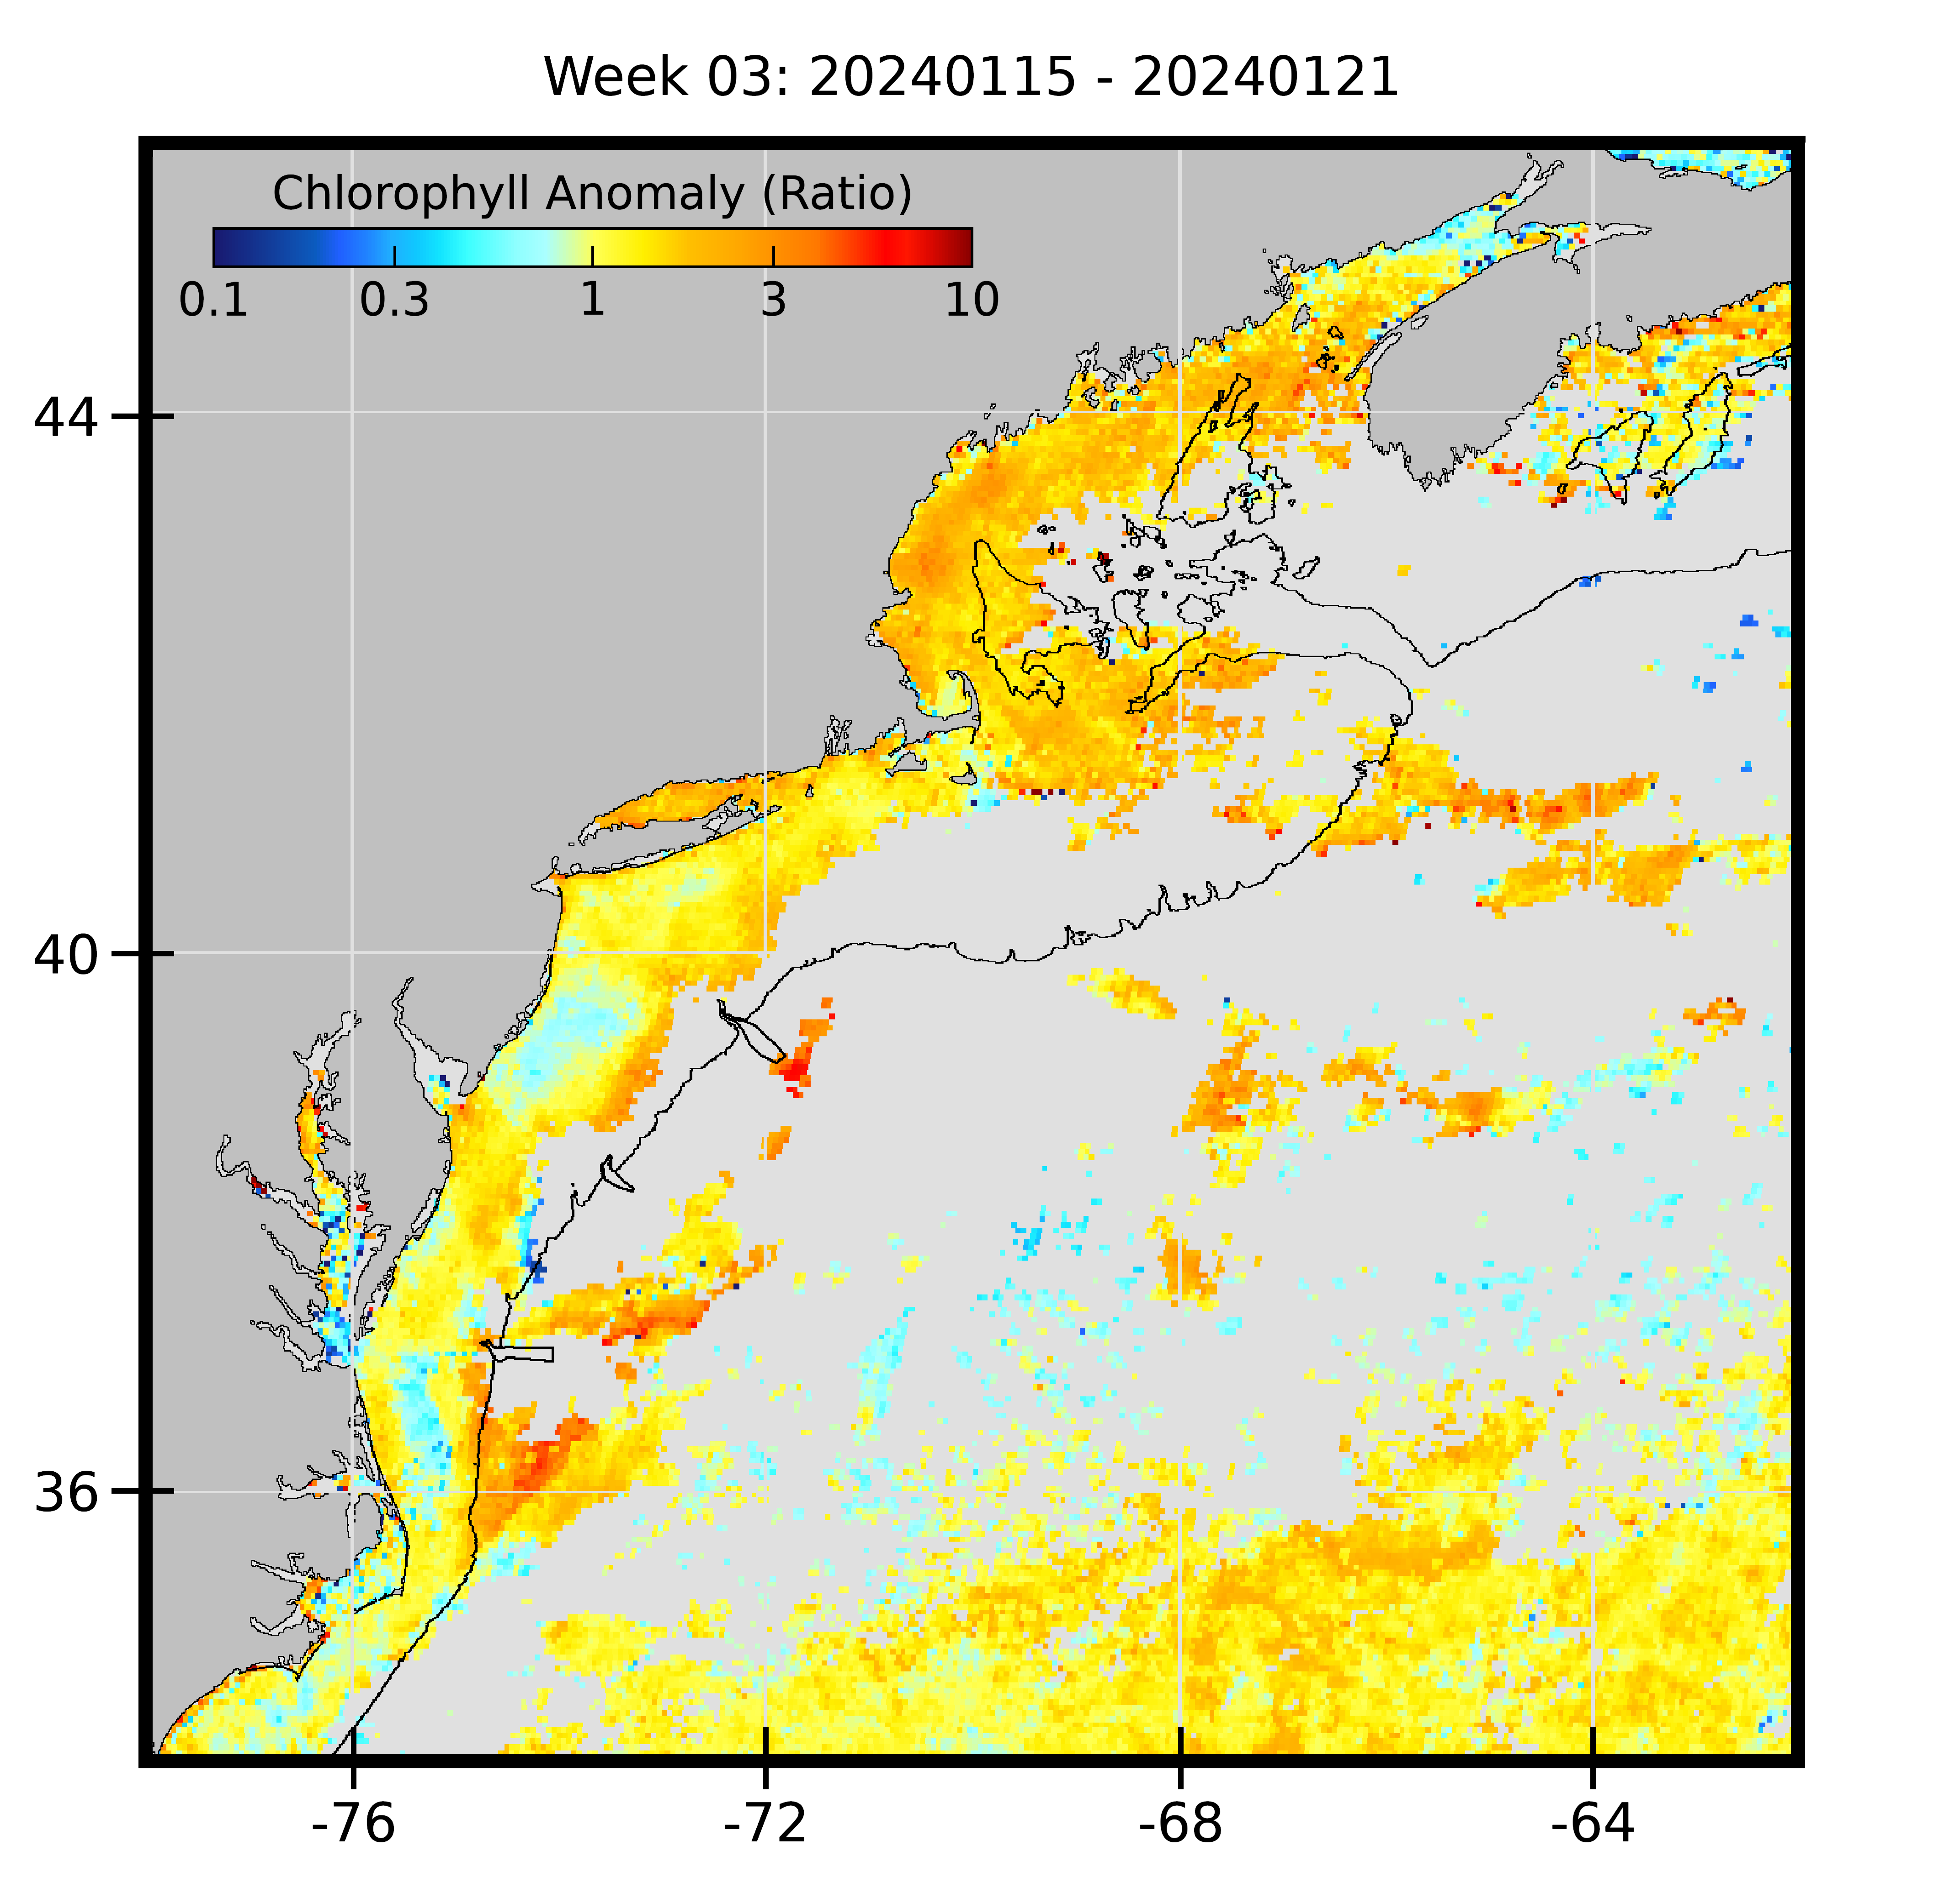 Week 03: 20240115 - 20240121
Chlorophyll Anomaly (Ratio)
0.1 0.3 1 3 10
44
40
36
-76 -72 -68 -64